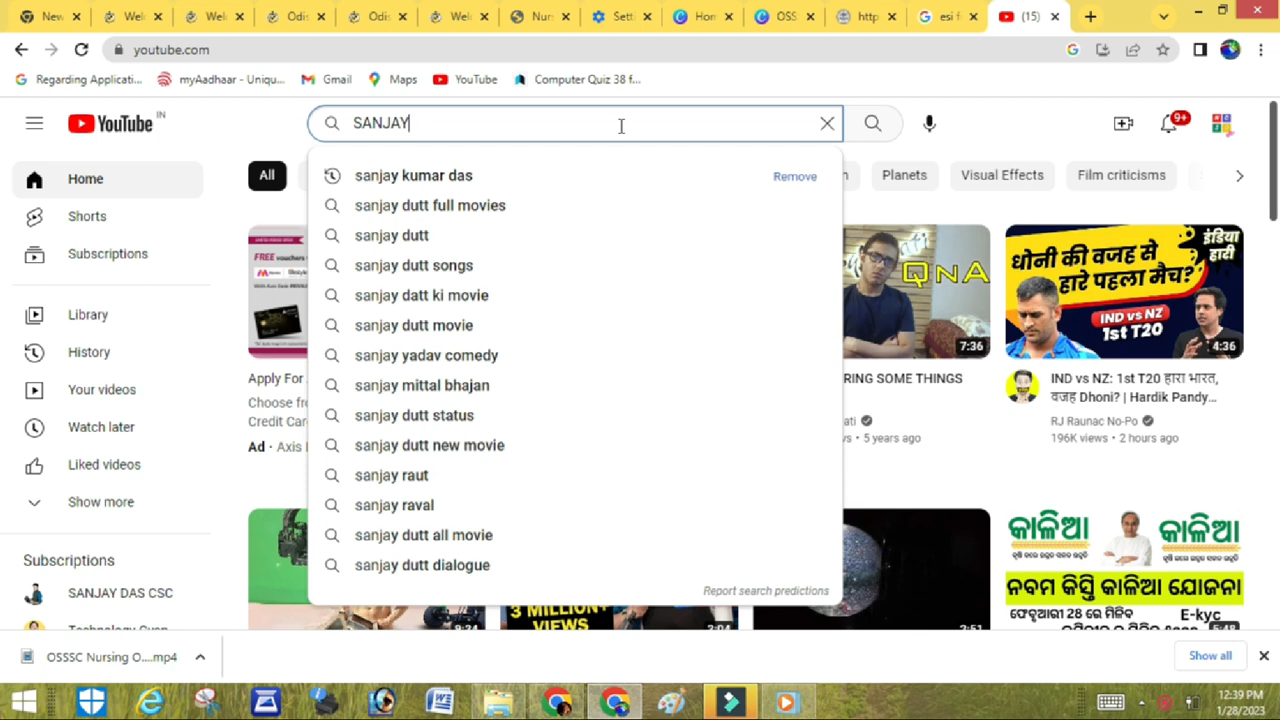 New
Wel
Wel
Odis
Odis
Wel
Nur
Sett
Hon
OSS
http
esi f
(15)
youtube.com
Regarding Applicati...
myAadhaar - Uniqu...
Gmail
Maps
YouTube
Computer Quiz 38 f...
YouTube IN
SANJAY
9+
Home
Shorts
Subscriptions
Library
History
Your videos
Watch later
Liked videos
Show more
Subscriptions
SANJAY DAS CSC
All
Planets
Visual Effects
Film criticisms
sanjay kumar das
Remove
sanjay dutt full movies
sanjay dutt
sanjay dutt songs
sanjay datt ki movie
sanjay dutt movie
sanjay yadav comedy
sanjay mittal bhajan
sanjay dutt status
sanjay dutt new movie
sanjay raut
sanjay raval
sanjay dutt all movie
sanjay dutt dialogue
Report search predictions
FREE vouchers
Apply For
Choose fro
Credit Car
Ad · Axis
QNA
7:36
RING SOME THINGS
5 years ago
धोनी की वजह से
हारे पहला मैच?
इंडिया
हारी
IND vs NZ
1st T20
4:36
IND vs NZ: 1st T20 हारा भारत,
वजह Dhoni? | Hardik Pandy...
RJ Raunac No-Po
196K views • 2 hours ago
3 MILLION+
କାଳିଆ
କାଳିଆ
ନବମ କିସ୍ତି କାଳିଆ ଯୋଜନା
ଫେବୃଆରୀ 28 ରେ ମିଳିବ
E-kyc
OSSSC Nursing O....mp4
Show all
12:39 PM
1/28/2023